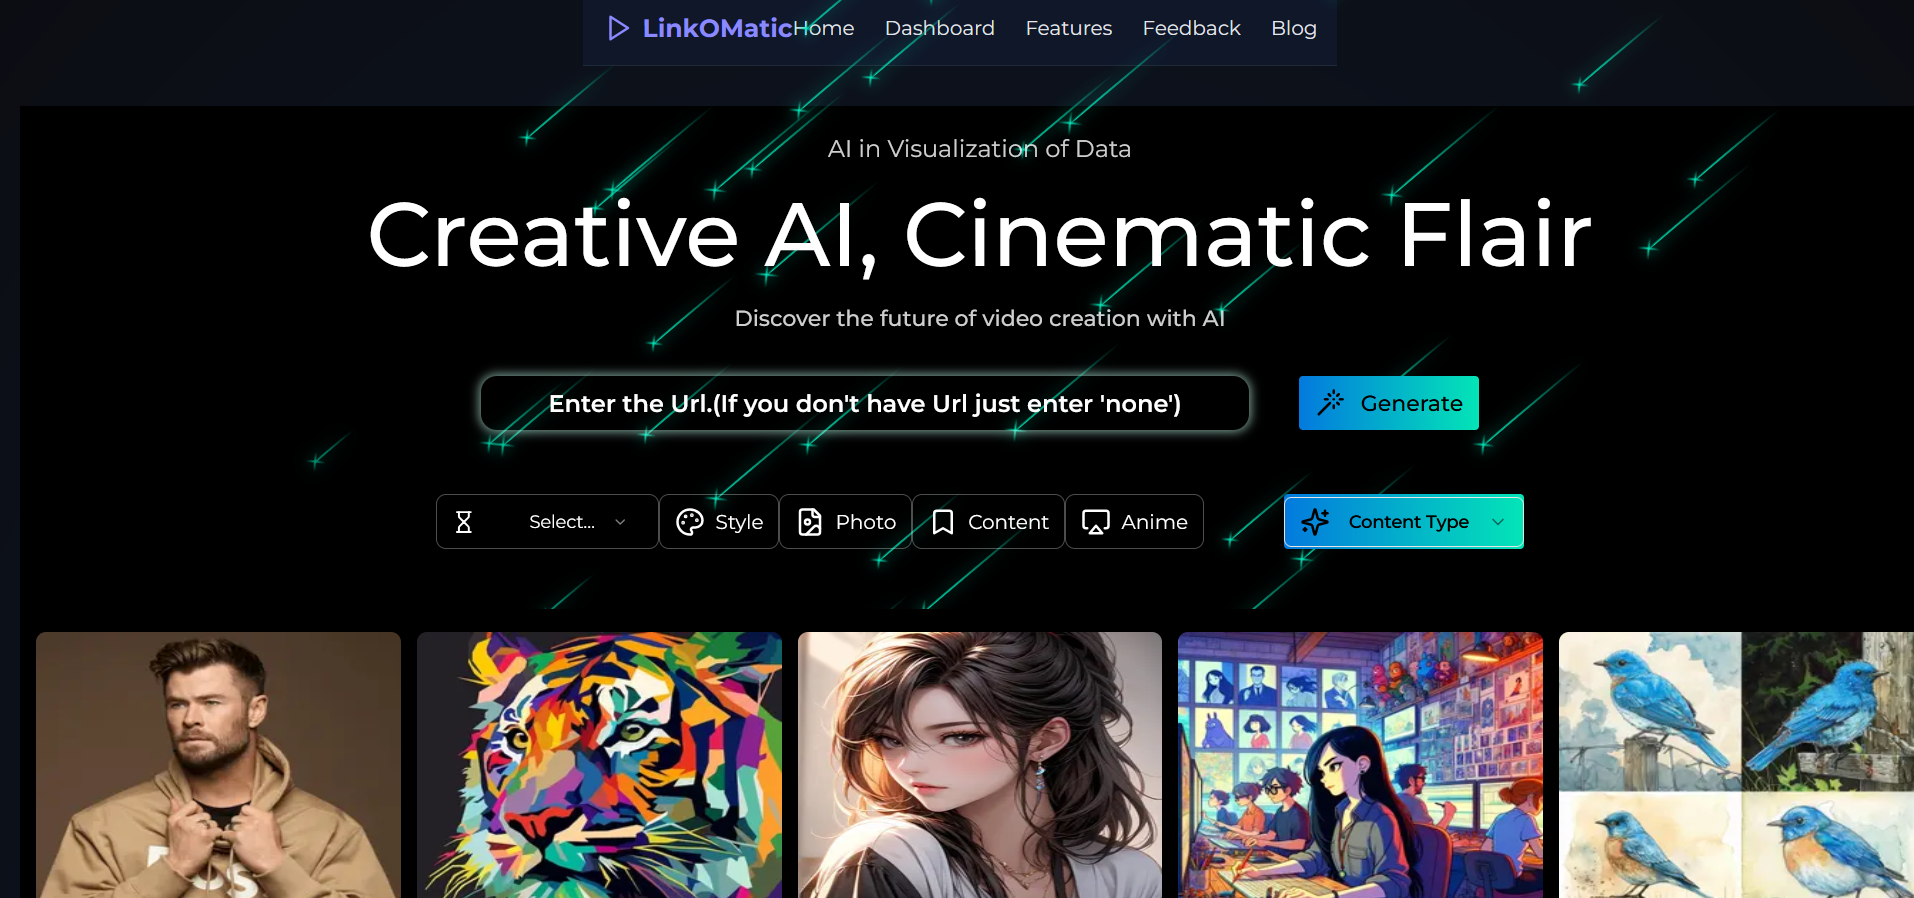 LinkOMatic Home Dashboard Features Feedback Blog
AI in Visualization of Data
Creative AI, Cinematic Flair
Discover the future of video creation with AI
Enter the Url.(If you don't have Url just enter 'none') Generate
Select... Style Photo Content Anime Content Type